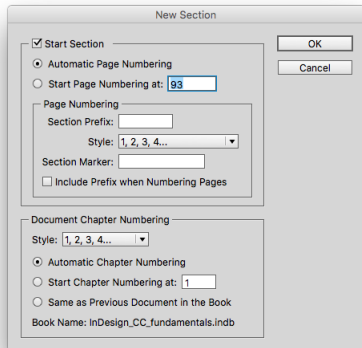 New Section
Start Section
OK
Automatic Page Numbering
Cancel
Start Page Numbering at: 93
Page Numbering
Section Prefix:
Style: 1, 2, 3, 4...
Section Marker:
Include Prefix when Numbering Pages
Document Chapter Numbering
Style: 1, 2, 3, 4...
Automatic Chapter Numbering
Start Chapter Numbering at: 1
Same as Previous Document in the Book
Book Name: InDesign_CC_fundamentals.indb